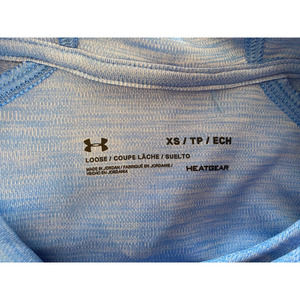 XS / TP / ECH
LOOSE / COUPE LÂCHE / SUELTO
MADE IN JORDAN / FABRIQUÉ EN JORDANIE /
HECHO EN JORDANIA
HEATGEAR